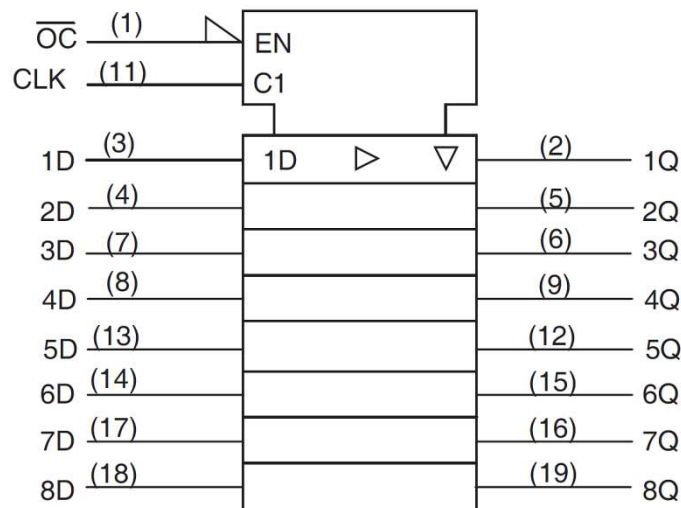 O̅C̅ (1) EN
CLK (11) C1
1D (3) 1D (2) 1Q
2D (4) (5) 2Q
3D (7) (6) 3Q
4D (8) (9) 4Q
5D (13) (12) 5Q
6D (14) (15) 6Q
7D (17) (16) 7Q
8D (18) (19) 8Q